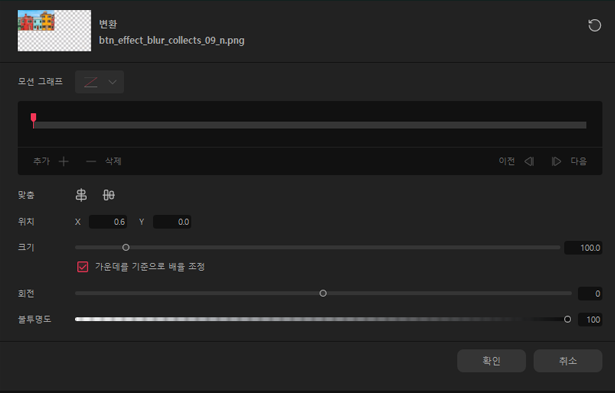 변환
btn_effect_blur_collects_09_n.png
모션 그래프
추가 삭제 이전 다음
맞춤
위치 X 0.6 Y 0.0
크기 100.0
가운데를 기준으로 배율 조정
회전 0
불투명도 100
확인 취소